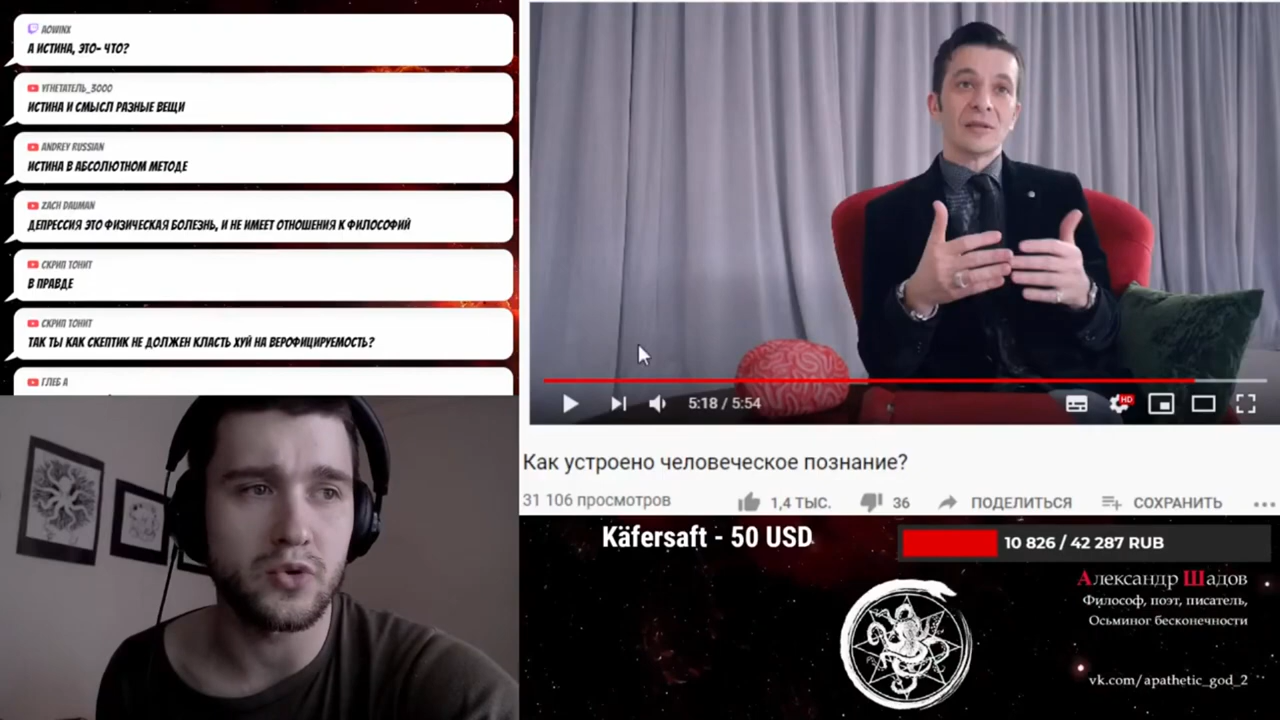 AOWINX
А ИСТИНА, ЭТО- ЧТО?
УГНЕТАТЕЛЬ_3000
ИСТИНА И СМЫСЛ РАЗНЫЕ ВЕЩИ
ANDREY RUSSIAN
ИСТИНА В АБСОЛЮТНОМ МЕТОДЕ
ZACH DAUMAN
ДЕПРЕССИЯ ЭТО ФИЗИЧЕСКАЯ БОЛЕЗНЬ, И НЕ ИМЕЕТ ОТНОШЕНИЯ К ФИЛОСОФИЙ
СКРИП ТОНИТ
В ПРАВДЕ
СКРИП ТОНИТ
ТАК ТЫ КАК СКЕПТИК НЕ ДОЛЖЕН КЛАСТЬ ХУЙ НА ВЕРОФИЦИРУЕМОСТЬ?
ГЛЕБ А
5:18 / 5:54
HD
Как устроено человеческое познание?
31 106 просмотров
1,4 ТЫС.
36
ПОДЕЛИТЬСЯ
СОХРАНИТЬ
Käfersaft - 50 USD
10 826 / 42 287 RUB
Александр Шадов
Философ, поэт, писатель,
Осьминог бесконечности
vk.com/apathetic_god_2